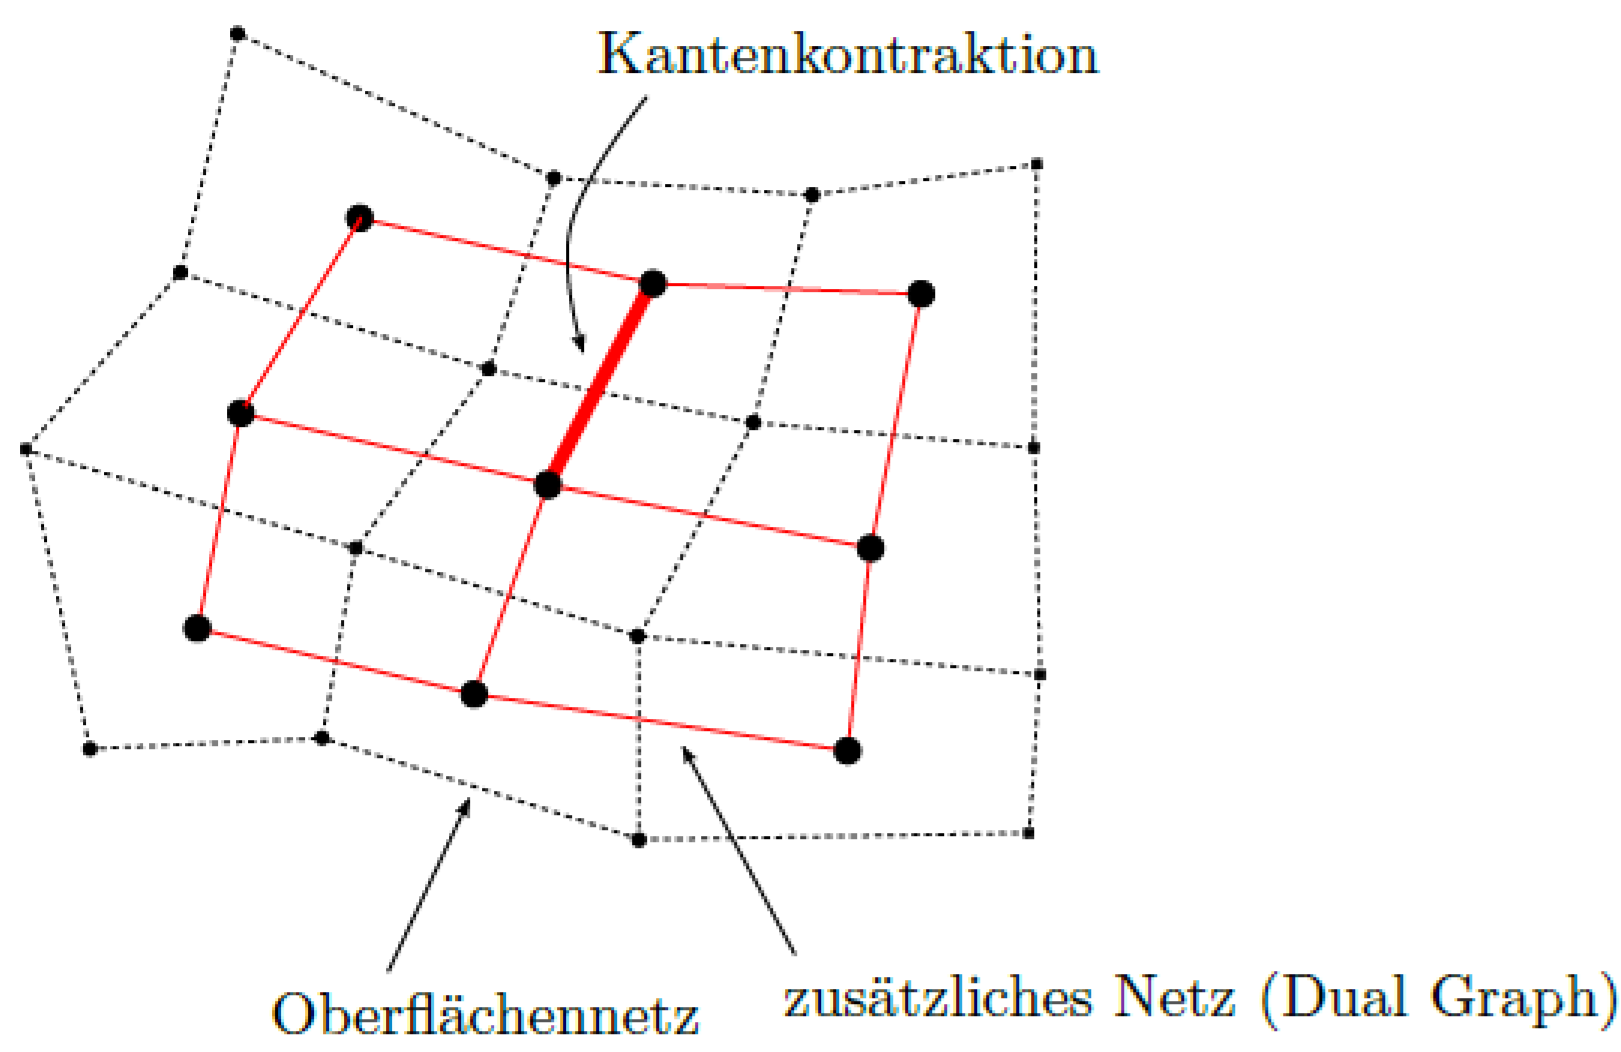 Kantenkontraktion
zusätzliches Netz (Dual Graph)
Oberflächennetz